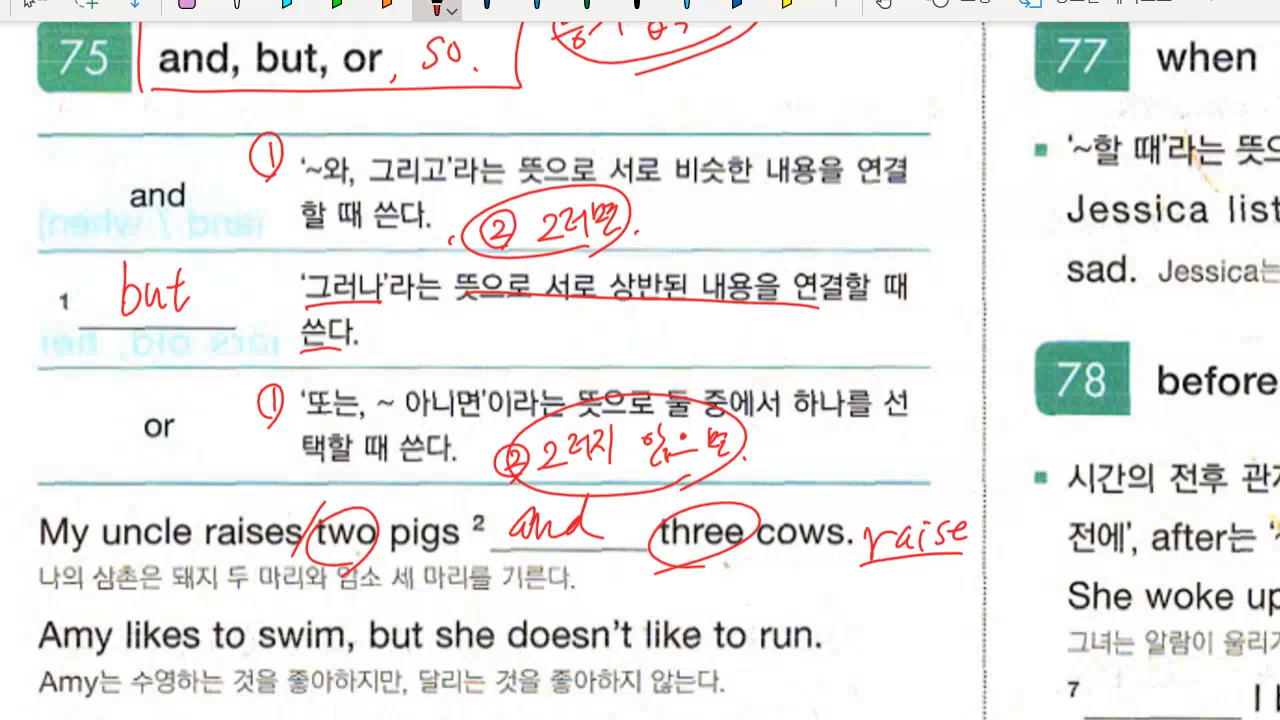 75 and, but, or, so.
①
'~와, 그리고'라는 뜻으로 서로 비슷한 내용을 연결
and
할 때 쓴다. ② 그러면.
'그러나'라는 뜻으로 서로 상반된 내용을 연결할 때
1 but
쓴다.
① '또는, ~ 아니면'이라는 뜻으로 둘 중에서 하나를 선
or
택할 때 쓴다. ② 그러지 않으면.
My uncle raises two pigs 2 and three cows. raise
나의 삼촌은 돼지 두 마리와 암소 세 마리를 기른다.
Amy likes to swim, but she doesn't like to run.
Amy는 수영하는 것을 좋아하지만, 달리는 것을 좋아하지 않는다.
77 when
'~할 때'라는 뜻으
Jessica list
sad. Jessica는
78 before
시간의 전후 관계
전에', after는 '
She woke up
그녀는 알람이 울리기
7 I